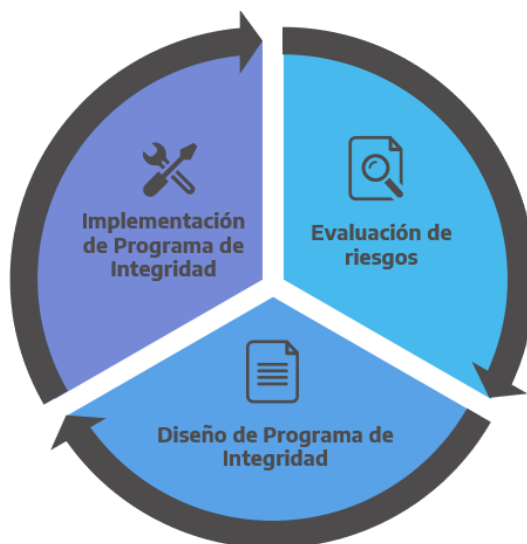 Implementación
de Programa de
Integridad
Evaluación de
riesgos
Diseño de Programa de
Integridad